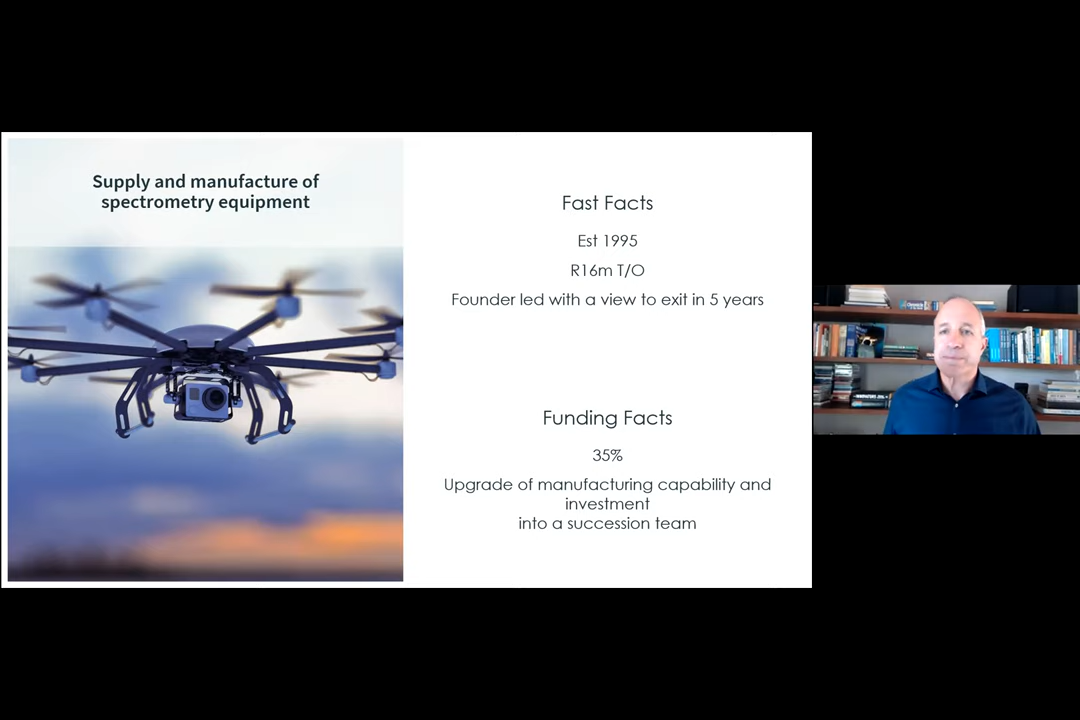 Supply and manufacture of
spectrometry equipment
Fast Facts
Est 1995
R16m T/O
Founder led with a view to exit in 5 years
Funding Facts
35%
Upgrade of manufacturing capability and
investment
into a succession team